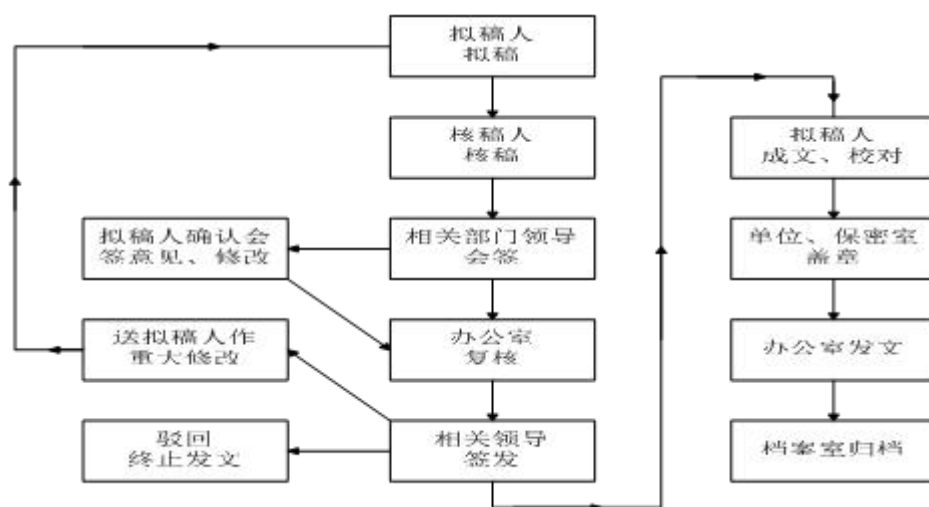 拟稿人
拟稿
核稿人
核稿
相关部门领导
会签
拟稿人确认会
签意见、修改
办公室
复核
送拟稿人作
重大修改
相关领导
签发
驳回
终止发文
拟稿人
成文、校对
单位、保密室
盖章
办公室发文
档案室归档